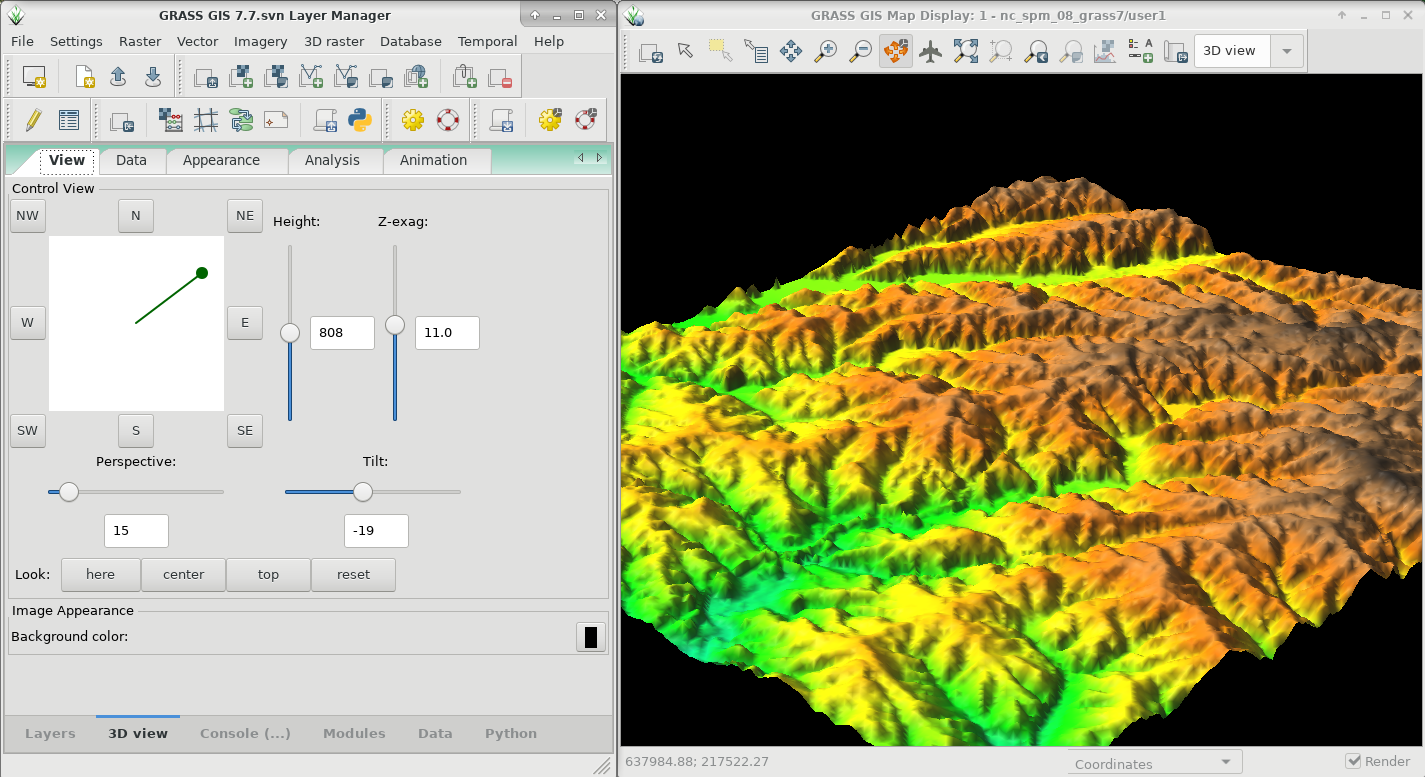 GRASS GIS 7.7.svn Layer Manager
File Settings Raster Vector Imagery 3D raster Database Temporal Help
View Data Appearance Analysis Animation
Control View
NW N NE
Height: Z-exag:
W E
808 11.0
SW S SE
Perspective: Tilt:
15 -19
Look: here center top reset
Image Appearance
Background color:
Layers 3D view Console (...) Modules Data Python
GRASS GIS Map Display: 1 - nc_spm_08_grass7/user1
A
3D view
637984.88; 217522.27 Coordinates Render